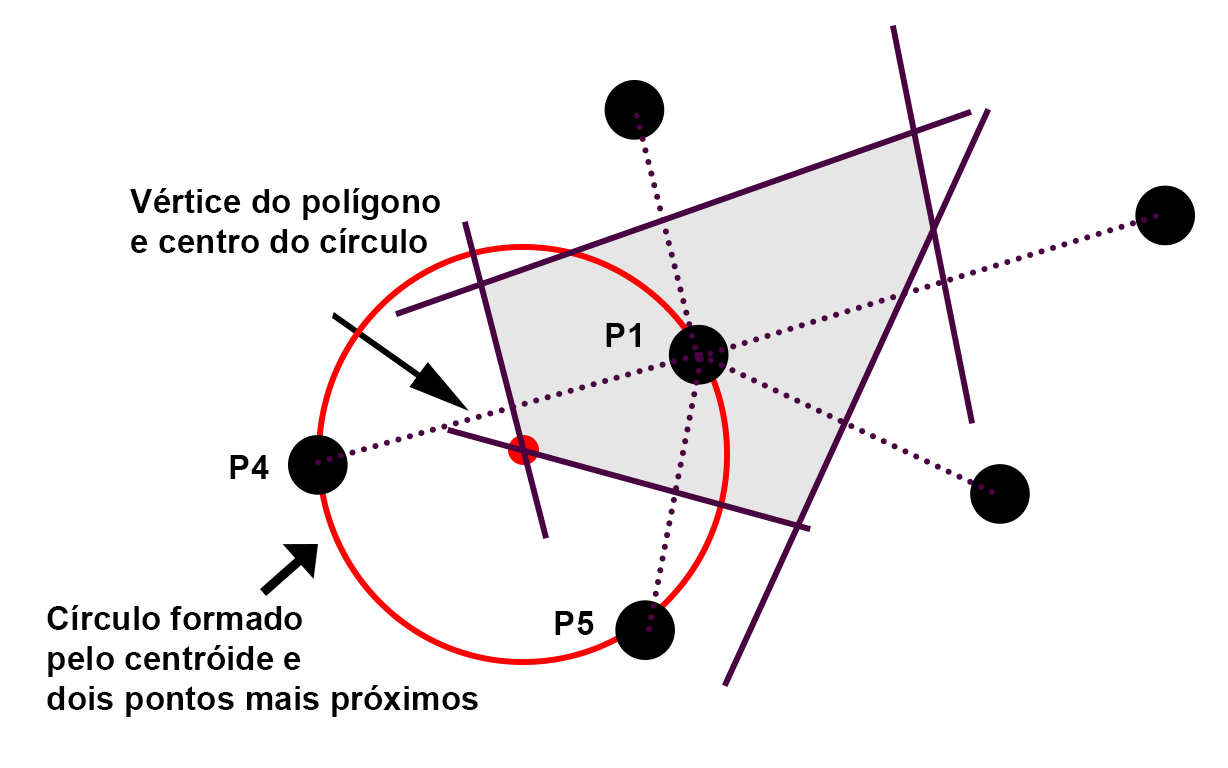 Vértice do polígono
e centro do círculo
P1
P4
P5
Círculo formado
pelo centróide e
dois pontos mais próximos